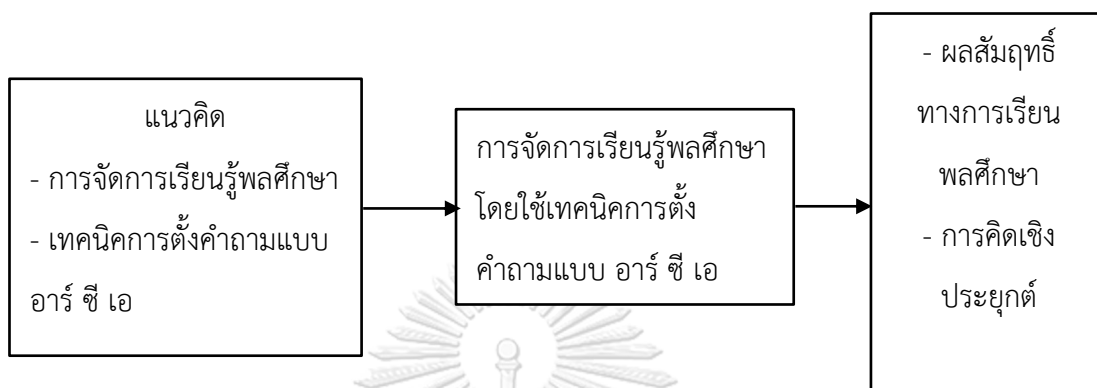 แนวคิด
- การจัดการเรียนรู้พลศึกษา
- เทคนิคการตั้งคำถามแบบ
อาร์ ซี เอ
การจัดการเรียนรู้พลศึกษา
โดยใช้เทคนิคการตั้ง
คำถามแบบ อาร์ ซี เอ
- ผลสัมฤทธิ์
ทางการเรียน
พลศึกษา
- การคิดเชิง
ประยุกต์